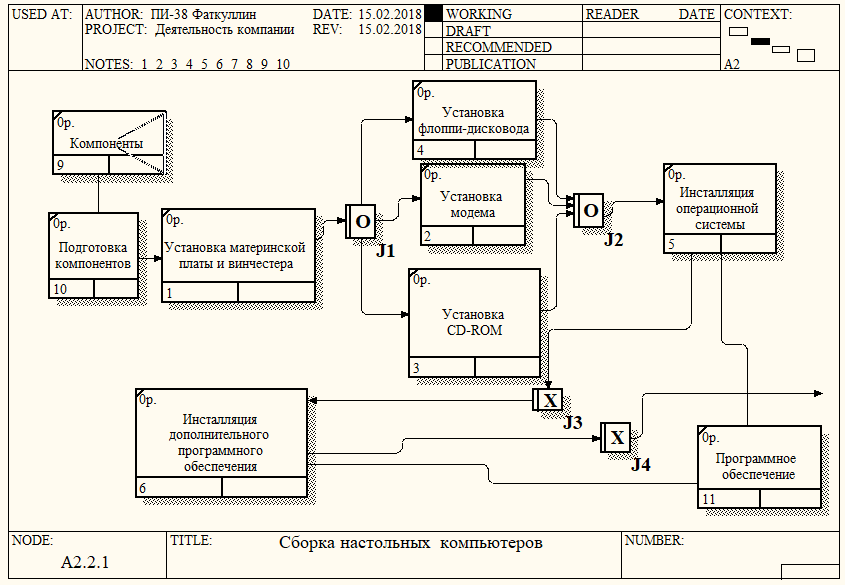 USED AT:
AUTHOR: ПИ-38 Фаткуллин
DATE: 15.02.2018
PROJECT: Деятельность компании
REV: 15.02.2018
NOTES: 1 2 3 4 5 6 7 8 9 10
WORKING
DRAFT
RECOMMENDED
PUBLICATION
READER DATE
CONTEXT:
A2
0р.
Компоненты
9
0р.
Подготовка
компонентов
10
0р.
Установка материнской
платы и винчестера
1
O
J1
0р.
Установка
флоппи-дисковода
4
0р.
Установка
модема
2
0р.
Установка
CD-ROM
3
O
J2
0р.
Инсталляция
операционной
системы
5
X
J3
0р.
Инсталляция
дополнительного
программного
обеспечения
6
X
J4
0р.
Программное
обеспечение
11
NODE:
A2.2.1
TITLE:
Сборка настольных компьютеров
NUMBER: